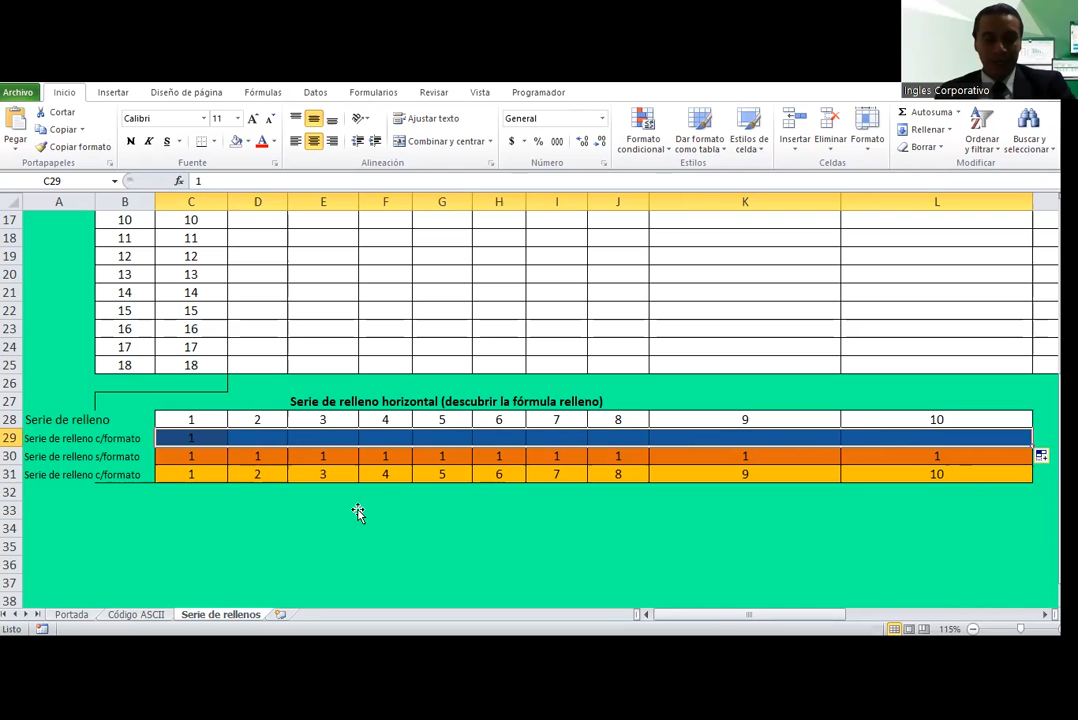 Ingles Corporativo
Archivo Inicio Insertar Diseño de página Fórmulas Datos Formularios Revisar Vista Programador
Cortar Calibri 11 Ajustar texto General Autosuma
Copiar Rellenar
Pegar Copiar formato N K S Combinar y centrar $ % Formato condicional Dar formato como tabla Estilos de celda Insertar Eliminar Formato Borrar Ordenar y filtrar Buscar y seleccionar
Portapapeles Fuente Alineación Número Estilos Celdas Modificar
C29 fx 1
A B C D E F G H I J K L
17 10 10
18 11 11
19 12 12
20 13 13
21 14 14
22 15 15
23 16 16
24 17 17
25 18 18
26
27 Serie de relleno horizontal (descubrir la fórmula relleno)
28 Serie de relleno 1 2 3 4 5 6 7 8 9 10
29 Serie de relleno c/formato 1
30 Serie de relleno s/formato 1 1 1 1 1 1 1 1 1 1
31 Serie de relleno c/formato 1 2 3 4 5 6 7 8 9 10
32
33
34
35
36
37
38
Portada Código ASCII Serie de rellenos
Listo 115%